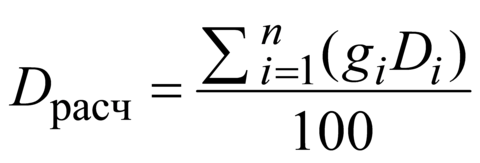 D_расч = ∑_{i=1}^{n}(g_i D_i) / 100